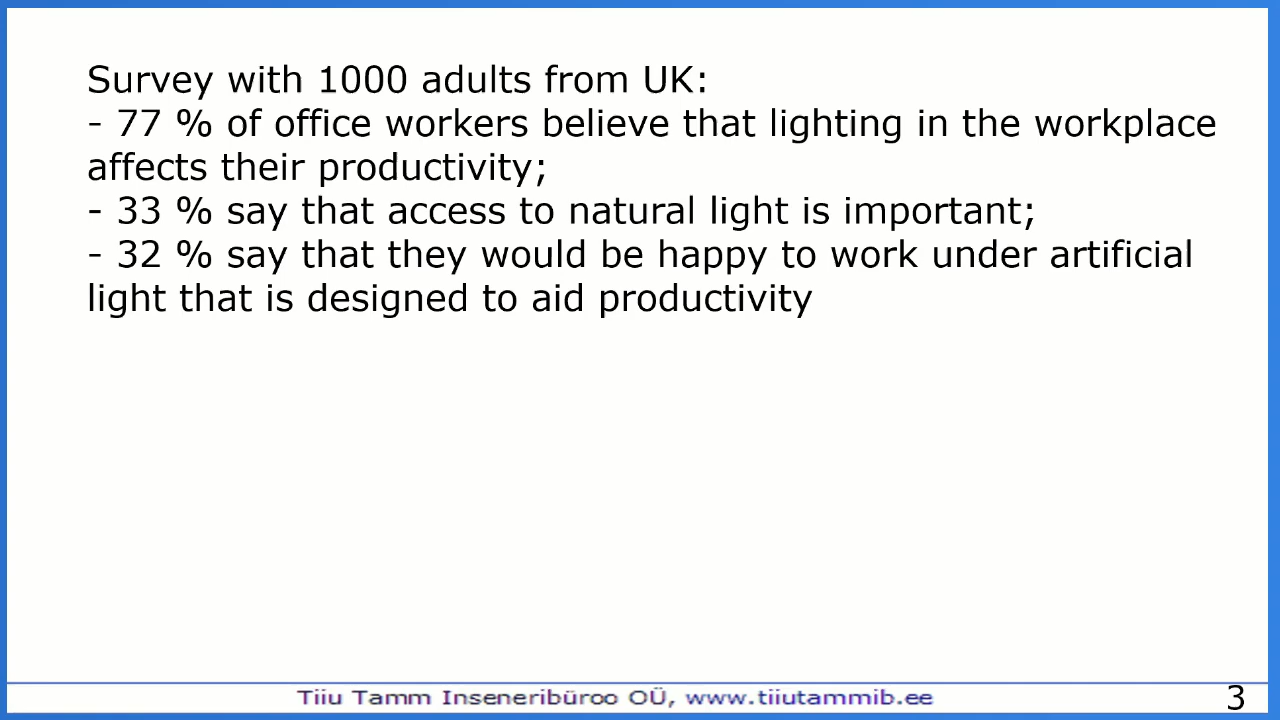 Survey with 1000 adults from UK:
- 77 % of office workers believe that lighting in the workplace
affects their productivity;
- 33 % say that access to natural light is important;
- 32 % say that they would be happy to work under artificial
light that is designed to aid productivity
Tiiu Tamm Inseneribüroo OÜ, www.tiiutammib.ee
3